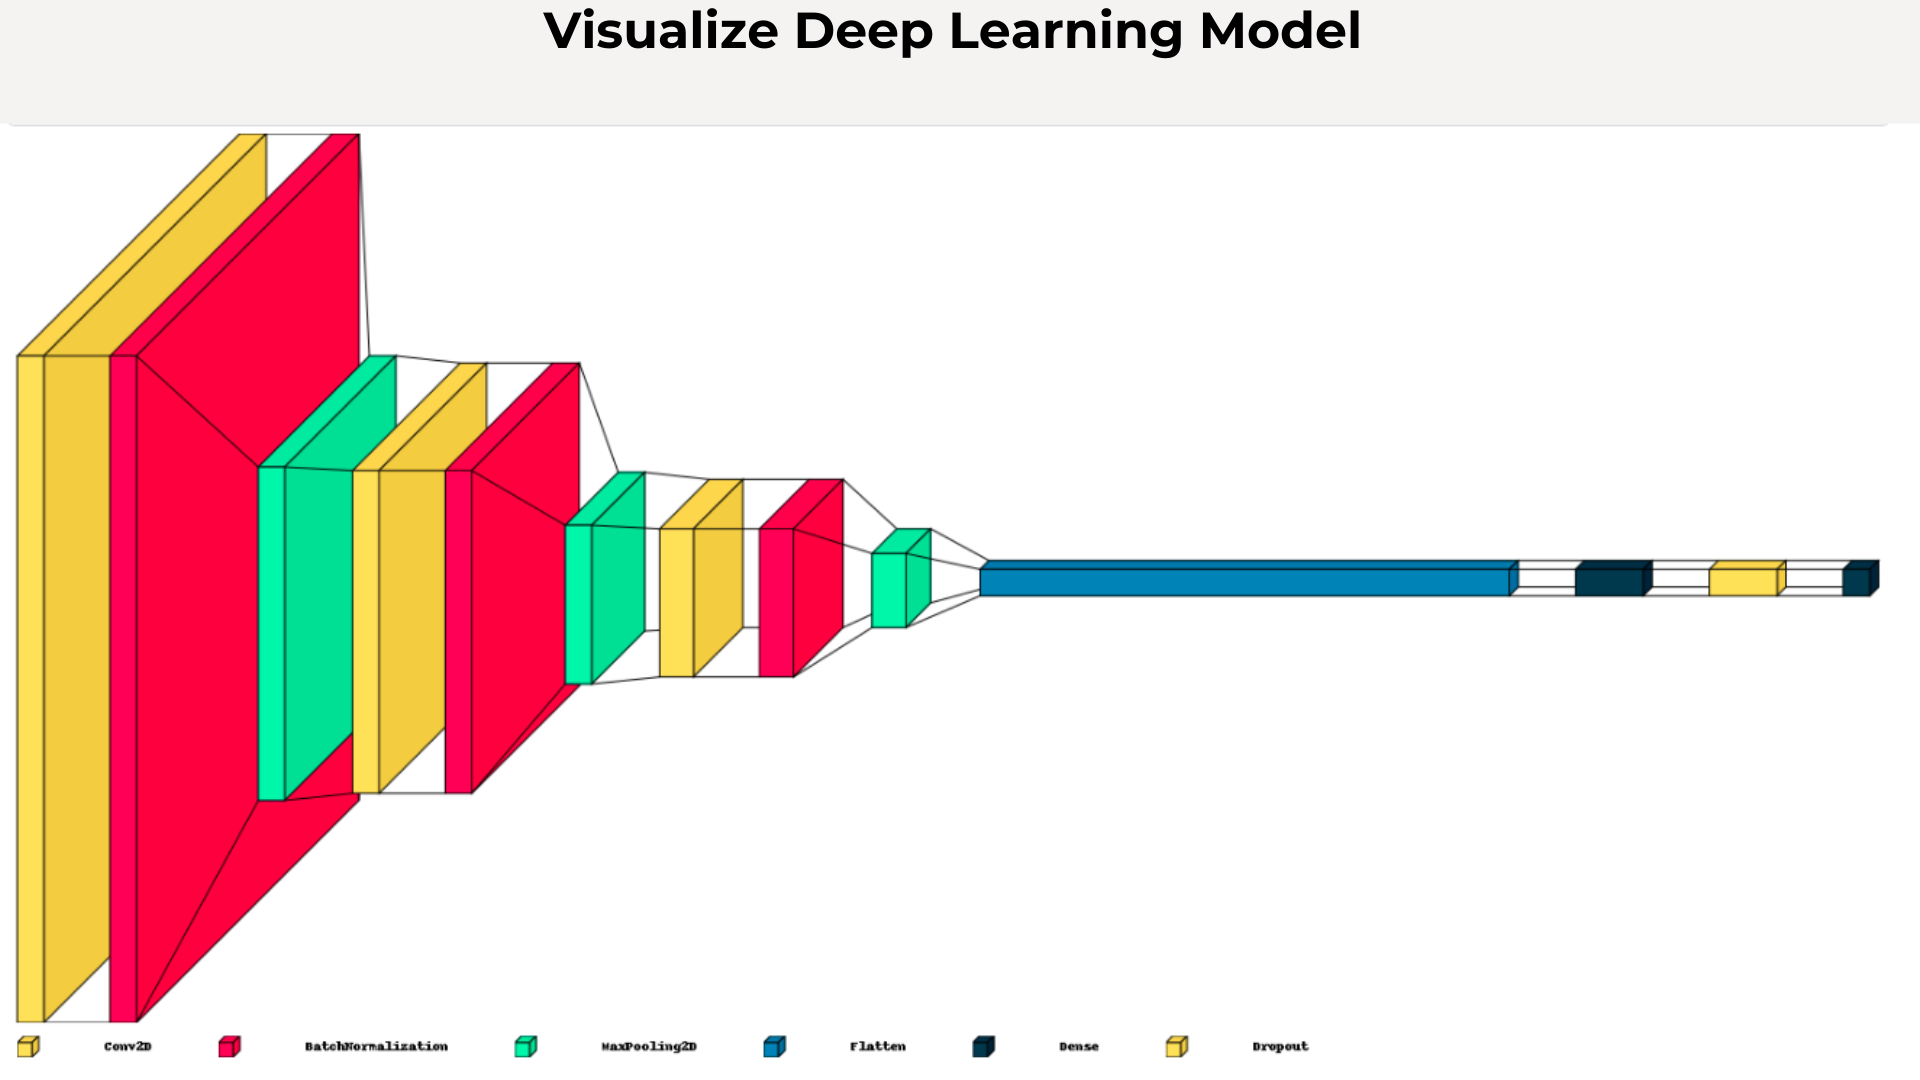 Visualize Deep Learning Model
Conv2D BatchNormalization MaxPooling2D Flatten Dense Dropout